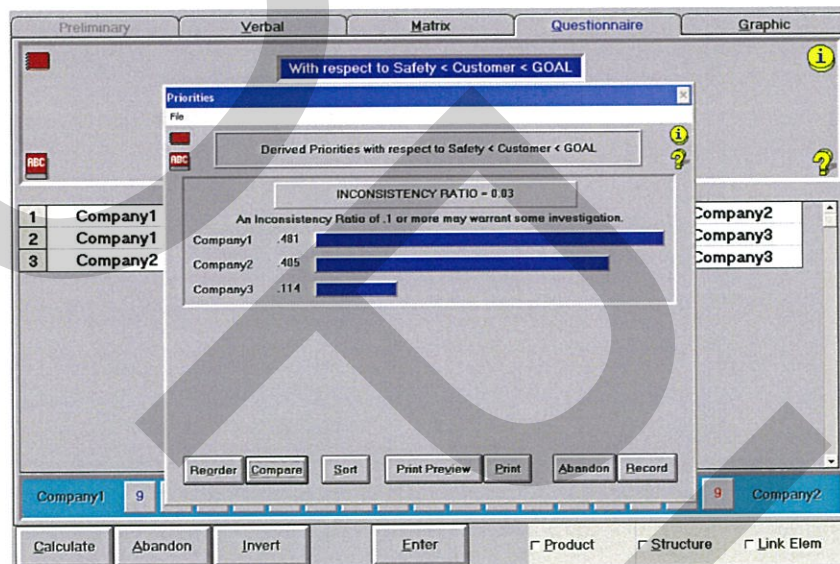 Preliminary Verbal Matrix Questionnaire Graphic
With respect to Safety < Customer < GOAL
i
ABC
?
Priorities
File
Derived Priorities with respect to Safety < Customer < GOAL
i
ABC
?
INCONSISTENCY RATIO = 0.03
An Inconsistency Ratio of .1 or more may warrant some investigation.
Company1 .481
Company2 .405
Company3 .114
1 Company1 Company2
2 Company1 Company3
3 Company2 Company3
Reorder Compare Sort Print Preview Print Abandon Record
Company1 9 9 Company2
Calculate Abandon Invert Enter Product Structure Link Elem